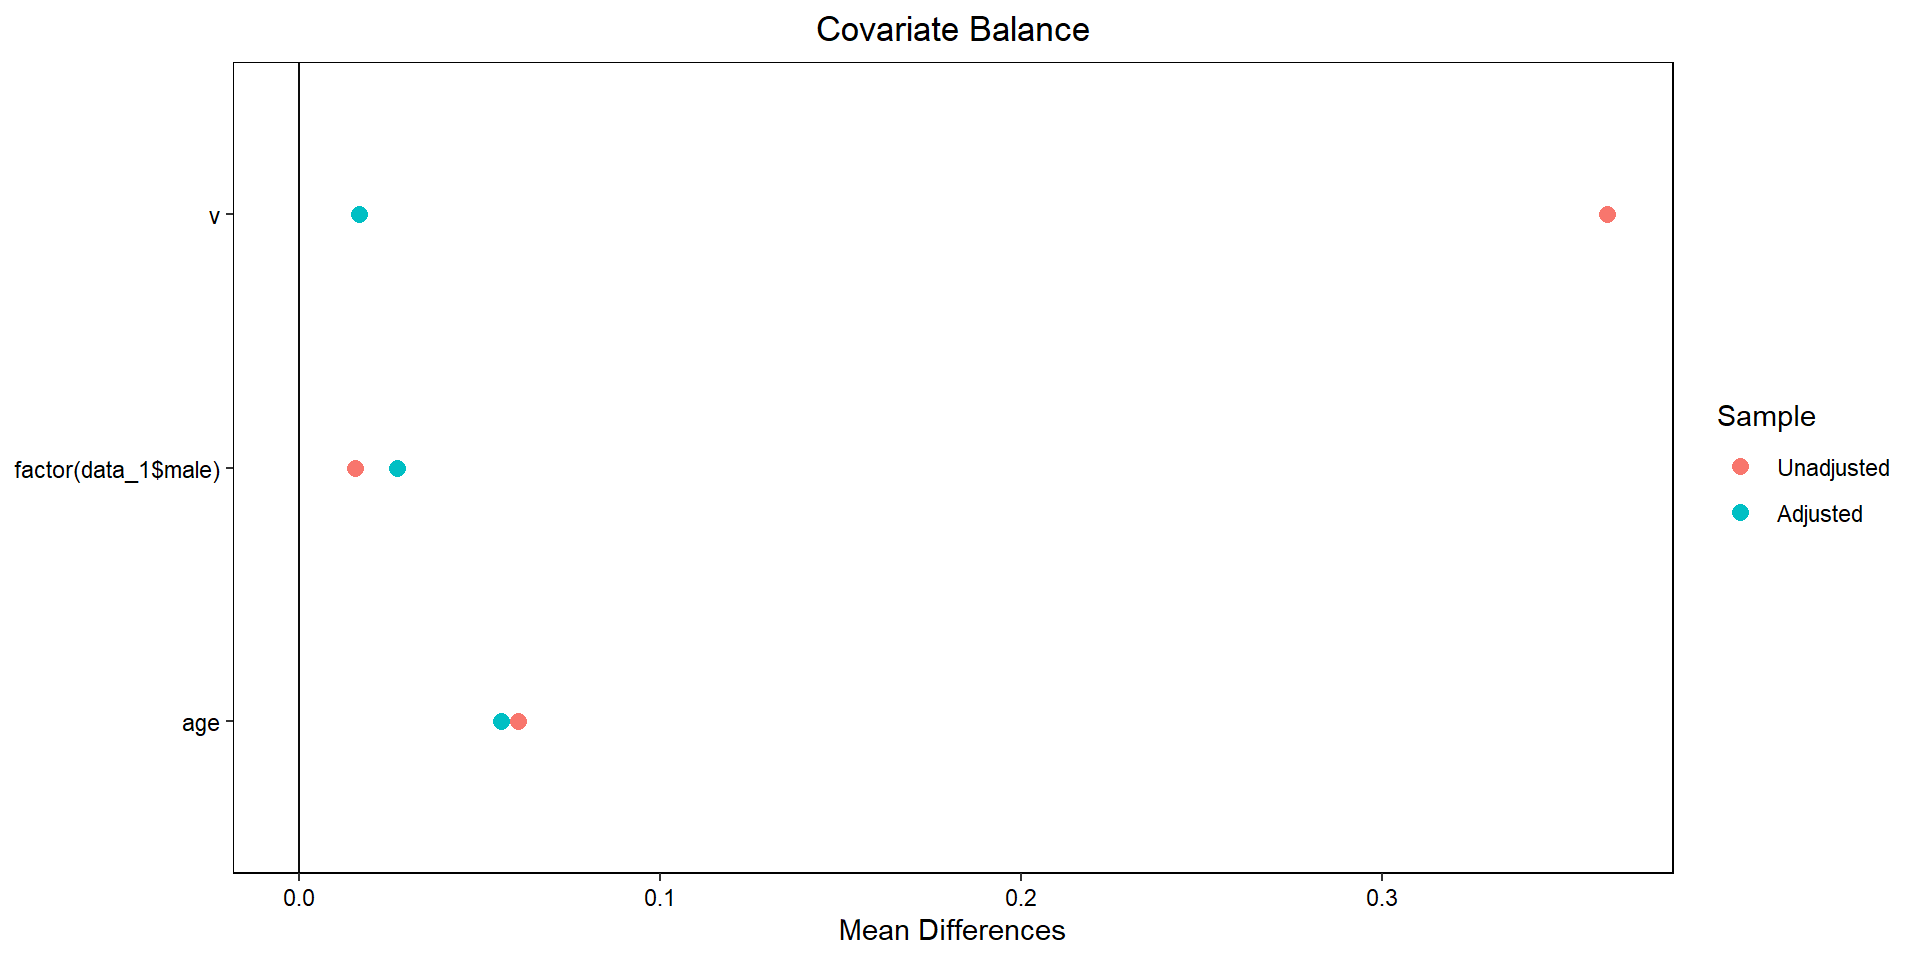 Covariate Balance
v
factor(data_1$male)
age
0.0
0.1
0.2
0.3
Mean Differences
Sample
Unadjusted
Adjusted